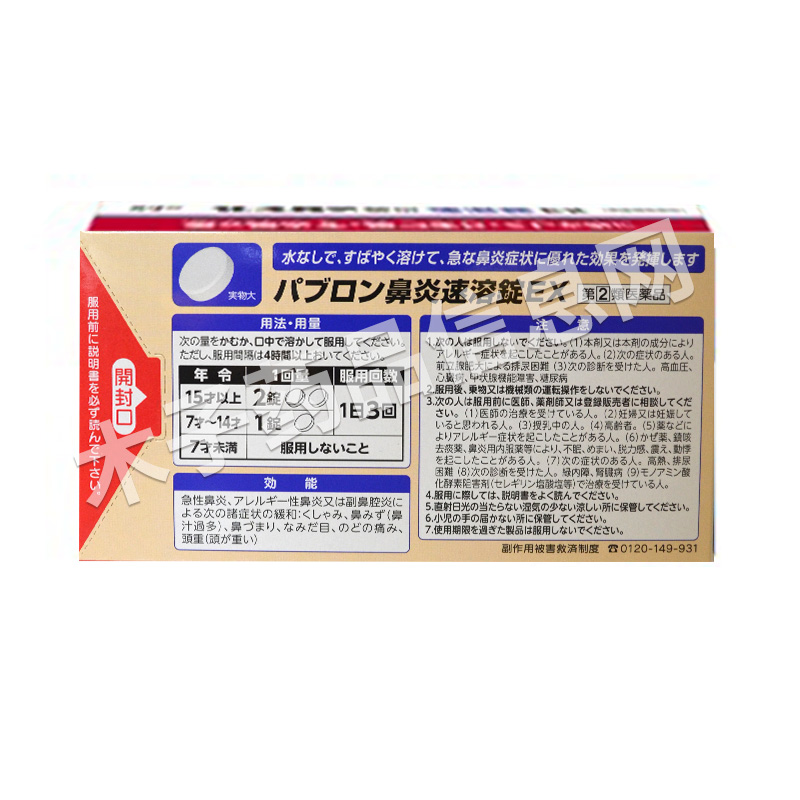 水なしで、すばやく溶けて、急な鼻炎症状に優れた効果を発揮します
実物大
パブロン鼻炎速溶錠EX 指定第②類医薬品
用法・用量
次の量をかむか、口中で溶かして服用してください。
ただし、服用間隔は4時間以上おいてください。
年令 1回量 服用回数
15才以上 2錠 1日3回
7才~14才 1錠
7才未満 服用しないこと
効能
急性鼻炎、アレルギー性鼻炎又は副鼻腔炎に
よる次の諸症状の緩和:くしゃみ、鼻みず(鼻
汁過多)、鼻づまり、なみだ目、のどの痛み、
頭重(頭が重い)
注意
1.次の人は服用しないでください。(1)本剤又は本剤の成分により
アレルギー症状を起こしたことがある人。(2)次の症状のある人。
前立腺肥大による排尿困難 (3)次の診断を受けた人。高血圧、
心臓病、甲状腺機能障害、糖尿病
2.服用後、乗物又は機械類の運転操作をしないでください。
3.次の人は服用前に医師、薬剤師又は登録販売者に相談してくだ
さい。(1)医師の治療を受けている人。(2)妊婦又は妊娠して
いると思われる人。(3)授乳中の人。(4)高齢者。(5)薬などに
よりアレルギー症状を起こしたことがある人。(6)かぜ薬、鎮咳
去痰薬、鼻炎用内服薬等により、不眠、めまい、脱力感、震え、動悸
を起こしたことがある人。(7)次の症状のある人。高熱、排尿
困難 (8)次の診断を受けた人。緑内障、腎臓病 (9)モノアミン酸
化酵素阻害剤(セレギリン塩酸塩等)で治療を受けている人。
4.服用に際しては、説明書をよく読んでください。
5.直射日光の当たらない湿気の少ない涼しい所に保管してください。
6.小児の手の届かない所に保管してください。
7.使用期限を過ぎた製品は服用しないでください。
副作用被害救済制度 ☎0120-149-931
服用前に説明書を必ず読んで下さい。
開封口
木子药品信息网